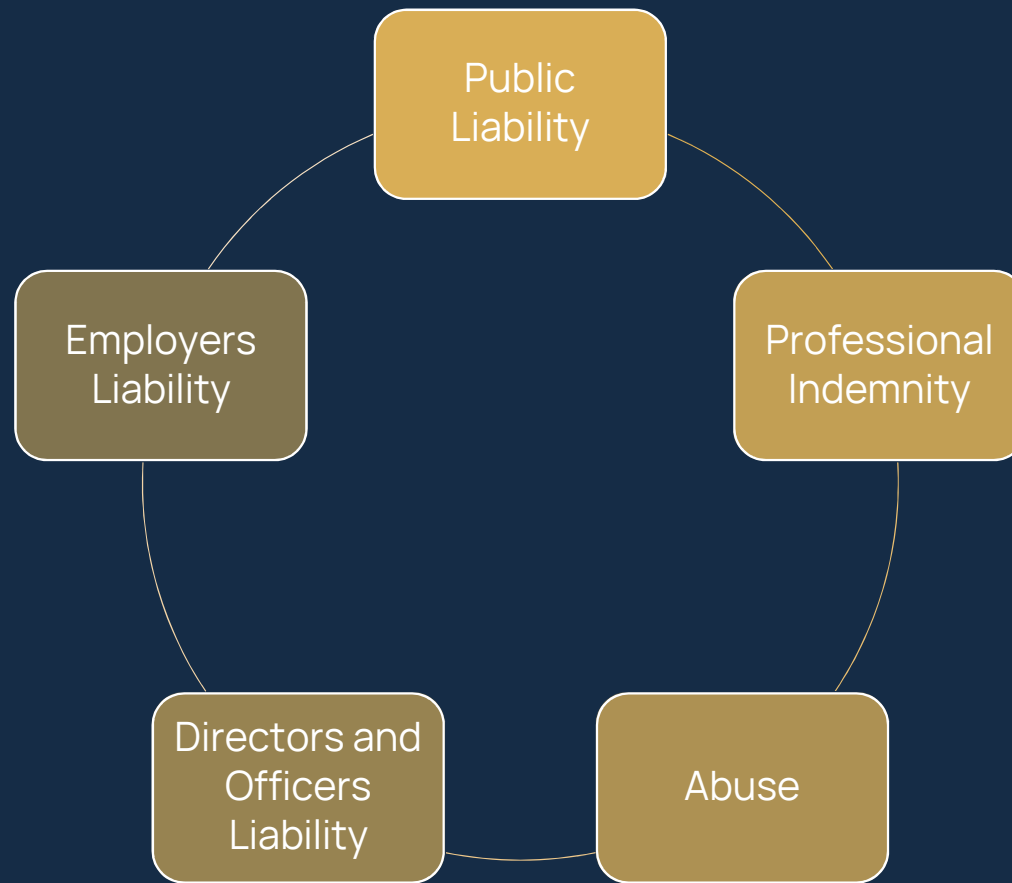 Public
Liability
Professional
Indemnity
Abuse
Directors and
Officers
Liability
Employers
Liability